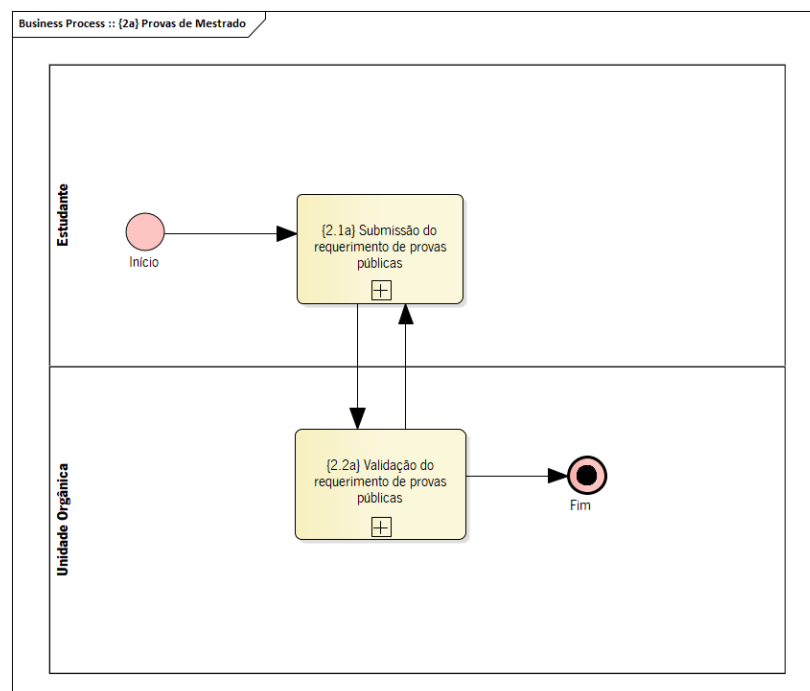 Business Process :: {2a} Provas de Mestrado
Estudante
Início
{2.1a} Submissão do
requerimento de provas
públicas
Unidade Orgânica
{2.2a} Validação do
requerimento de provas
públicas
Fim